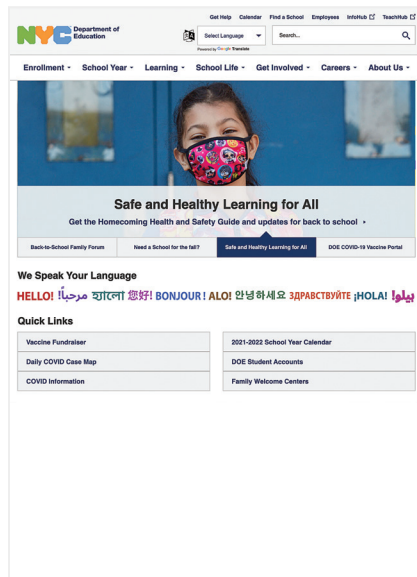 Get Help Calendar Find a School Employees InfoHub TeachHub
NYC Department of Education
Select Language
Search...
Powered by Google Translate
Enrollment School Year Learning School Life Get Involved Careers About Us
Safe and Healthy Learning for All
Get the Homecoming Health and Safety Guide and updates for back to school
Back-to-School Family Forum Need a School for the fall? Safe and Healthy Learning for All DOE COVID-19 Vaccine Portal
We Speak Your Language
HELLO! مرحباً! হ্যালো! 您好! BONJOUR! ALO! 안녕하세요 ЗДРАВСТВУЙТЕ ¡HOLA! ہیلو!
Quick Links
Vaccine Fundraiser 2021-2022 School Year Calendar
Daily COVID Case Map DOE Student Accounts
COVID Information Family Welcome Centers